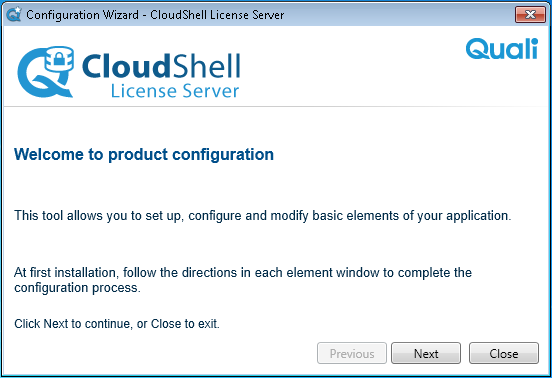 Configuration Wizard - CloudShell License Server
Quali
CloudShell
License Server
Welcome to product configuration
This tool allows you to set up, configure and modify basic elements of your application.
At first installation, follow the directions in each element window to complete the
configuration process.
Click Next to continue, or Close to exit.
Previous Next Close